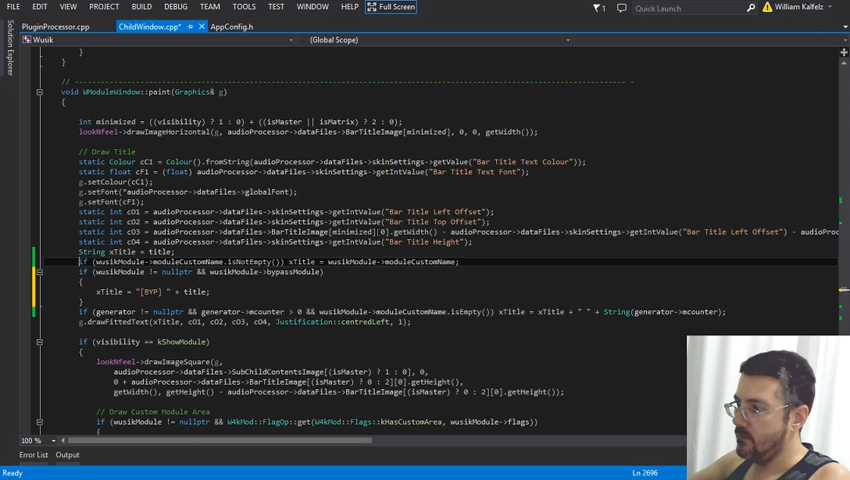 FILE EDIT VIEW PROJECT BUILD DEBUG TEAM TOOLS TEST WINDOW HELP Full Screen 1 Quick Launch William Kalfelz
PluginProcessor.cpp ChildWindow.cpp* AppConfig.h
Wusik (Global Scope)
Solution Explorer
}
}
// ---------------------------------------------------------------------------------------------------------------------- -
void WModuleWindow::paint(Graphics& g)
{
int minimized = ((visibility) ? 1 : 0) + ((isMaster || isMatrix) ? 2 : 0);
lookNfeel->drawImageHorizontal(g, audioProcessor->dataFiles->BarTitleImage[minimized], 0, 0, getWidth());
// Draw Title
static Colour cC1 = Colour().fromString(audioProcessor->dataFiles->skinSettings->getValue("Bar Title Text Colour"));
static float cF1 = (float) audioProcessor->dataFiles->skinSettings->getIntValue("Bar Title Text Font");
g.setColour(cC1);
g.setFont(*audioProcessor->dataFiles->globalFont);
g.setFont(cF1);
static int cO1 = audioProcessor->dataFiles->skinSettings->getIntValue("Bar Title Left Offset");
static int cO2 = audioProcessor->dataFiles->skinSettings->getIntValue("Bar Title Top Offset");
static int cO3 = audioProcessor->dataFiles->BarTitleImage[minimized][0].getWidth() - audioProcessor->dataFiles->skinSettings->getIntValue("Bar Title Left Offset") - audioPro
static int cO4 = audioProcessor->dataFiles->skinSettings->getIntValue("Bar Title Height");
String xTitle = title;
if (wusikModule->moduleCustomName.isNotEmpty()) xTitle = wusikModule->moduleCustomName;
if (wusikModule != nullptr && wusikModule->bypassModule)
{
xTitle = "[BYP] " + title;
}
if (generator != nullptr && generator->mcounter > 0 && wusikModule->moduleCustomName.isEmpty()) xTitle = xTitle + " " + String(generator->mcounter);
g.drawFittedText(xTitle, cO1, cO2, cO3, cO4, Justification::centredLeft, 1);
if (visibility == kShowModule)
{
lookNfeel->drawImageSquare(g,
audioProcessor->dataFiles->SubChildContentsImage[(isMaster) ? 1 : 0], 0,
0 + audioProcessor->dataFiles->BarTitleImage[(isMaster) ? 0 : 2][0].getHeight(),
getWidth(), getHeight() - audioProcessor->dataFiles->BarTitleImage[(isMaster) ? 0 : 2][0].getHeight());
// Draw Custom Module Area
if (wusikModule != nullptr && W4kMod::FlagOp::get(W4kMod::Flags::kHasCustomArea, wusikModule->flags))
{
100 %
Error List Output
Ready Ln 2696